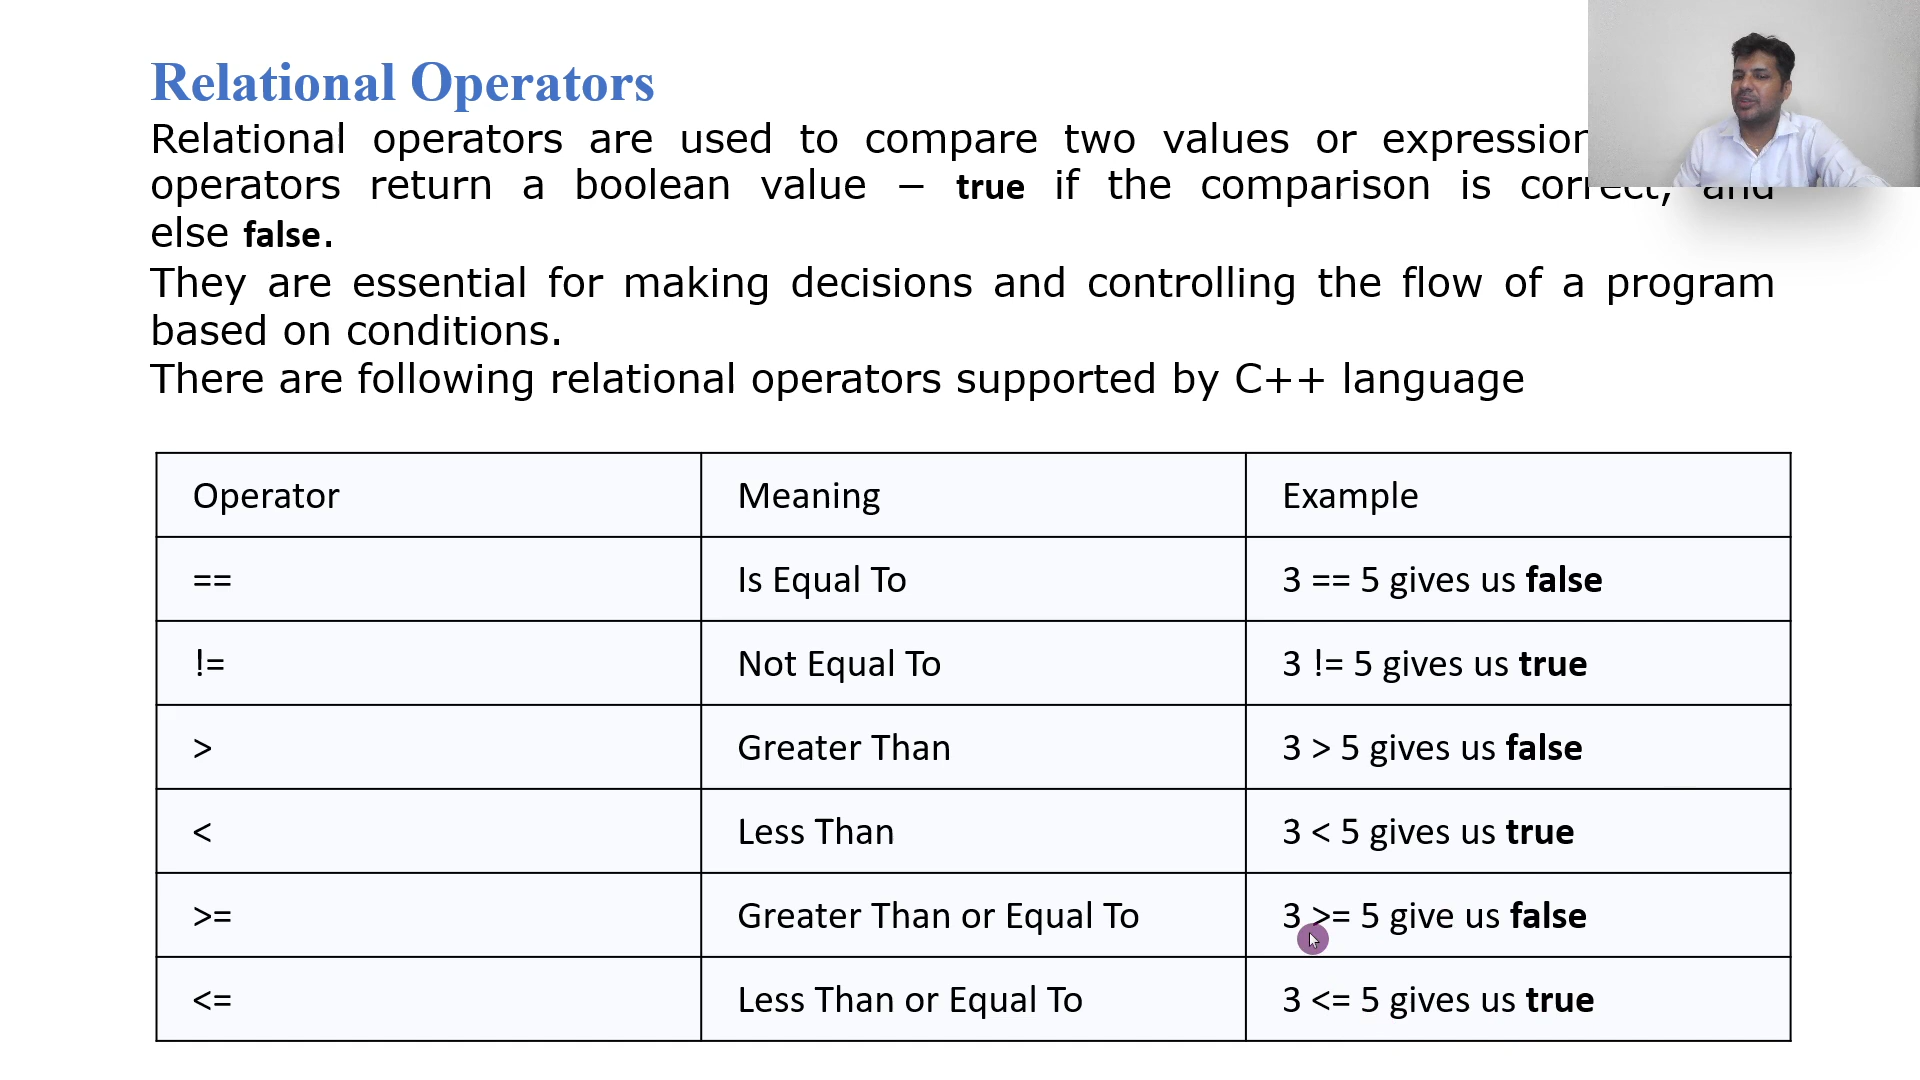 Relational Operators
Relational operators are used to compare two values or expression
operators return a boolean value – true if the comparison is correct, and
else false.
They are essential for making decisions and controlling the flow of a program
based on conditions.
There are following relational operators supported by C++ language
Operator Meaning Example
== Is Equal To 3 == 5 gives us false
!= Not Equal To 3 != 5 gives us true
> Greater Than 3 > 5 gives us false
< Less Than 3 < 5 gives us true
>= Greater Than or Equal To 3 >= 5 give us false
<= Less Than or Equal To 3 <= 5 gives us true